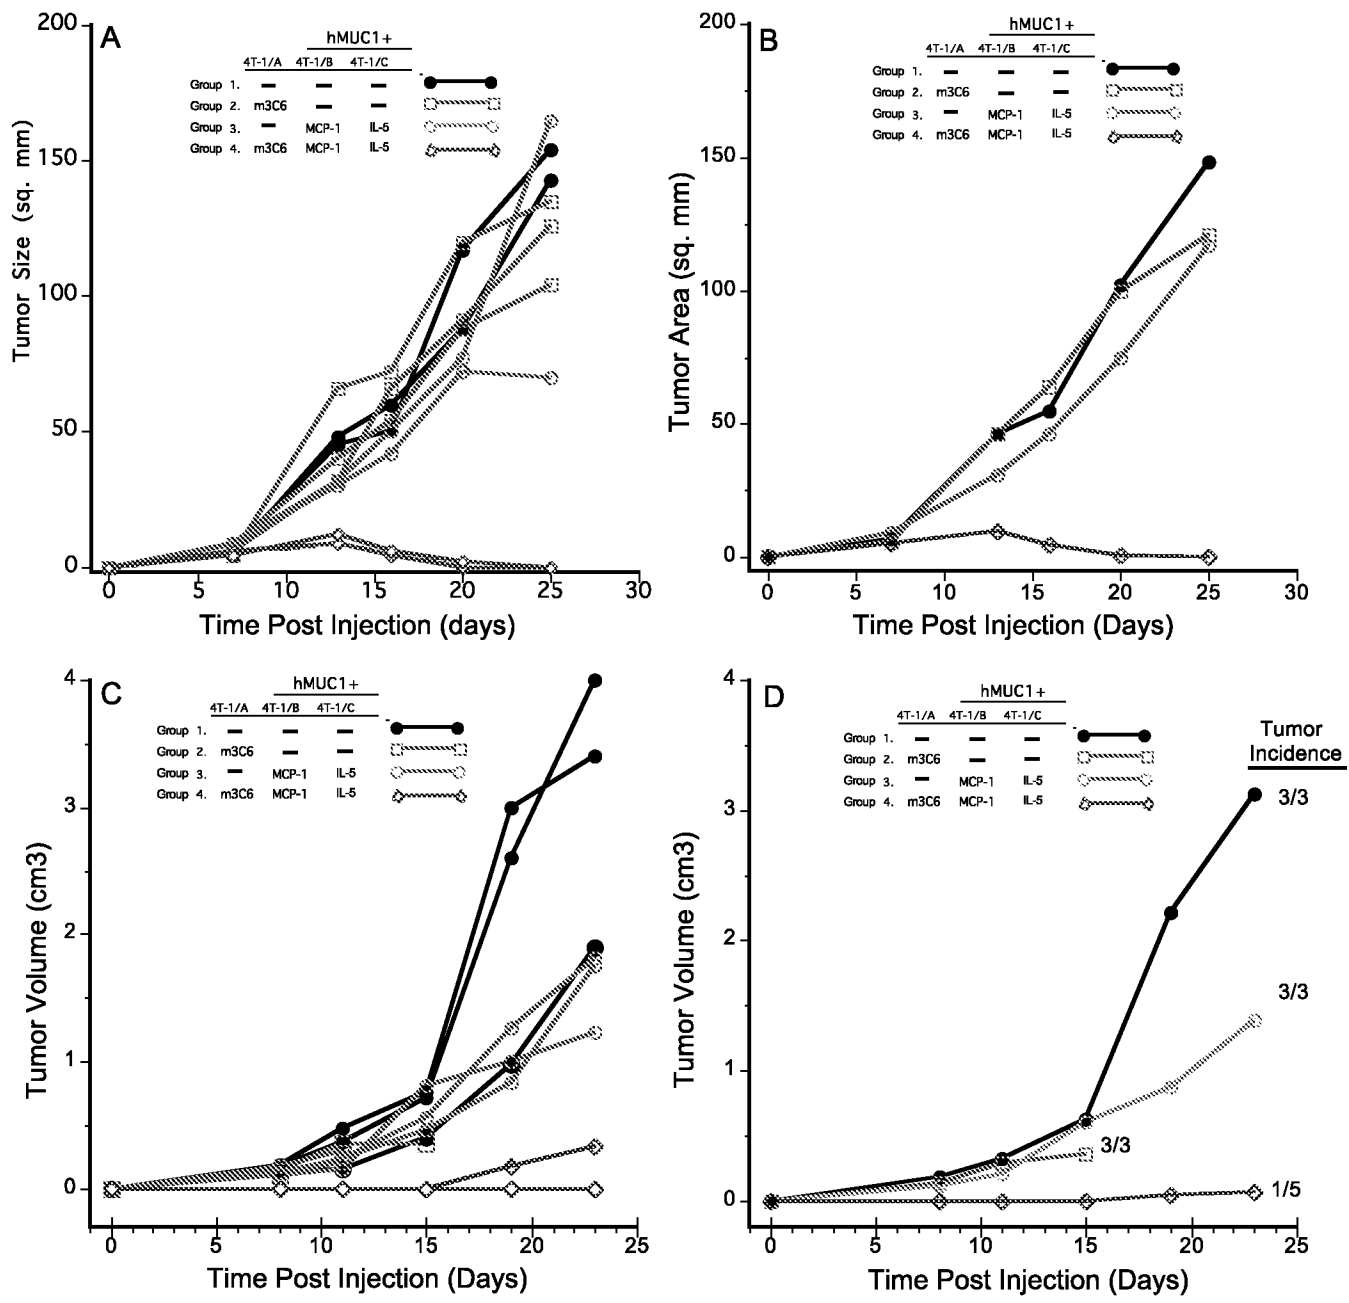 A
hMUC1+
4T-1/A 4T-1/B 4T-1/C
Group 1. – – –
Group 2. m3C6 – –
Group 3. – MCP-1 IL-5
Group 4. m3C6 MCP-1 IL-5
200
150
100
50
0
Tumor Size (sq. mm)
0 5 10 15 20 25 30
Time Post Injection (days)
B
hMUC1+
4T-1/A 4T-1/B 4T-1/C
Group 1. – – –
Group 2. m3C6 – –
Group 3. – MCP-1 IL-5
Group 4. m3C6 MCP-1 IL-5
200
150
100
50
0
Tumor Area (sq. mm)
0 5 10 15 20 25 30
Time Post Injection (Days)
C
hMUC1+
4T-1/A 4T-1/B 4T-1/C
Group 1. – – –
Group 2. m3C6 – –
Group 3. – MCP-1 IL-5
Group 4. m3C6 MCP-1 IL-5
4
3
2
1
0
Tumor Volume (cm3)
0 5 10 15 20 25
Time Post Injection (Days)
D
hMUC1+
4T-1/A 4T-1/B 4T-1/C
Group 1. – – –
Group 2. m3C6 – –
Group 3. – MCP-1 IL-5
Group 4. m3C6 MCP-1 IL-5
Tumor
Incidence
3/3
3/3
3/3
1/5
4
3
2
1
0
Tumor Volume (cm3)
0 5 10 15 20 25
Time Post Injection (Days)